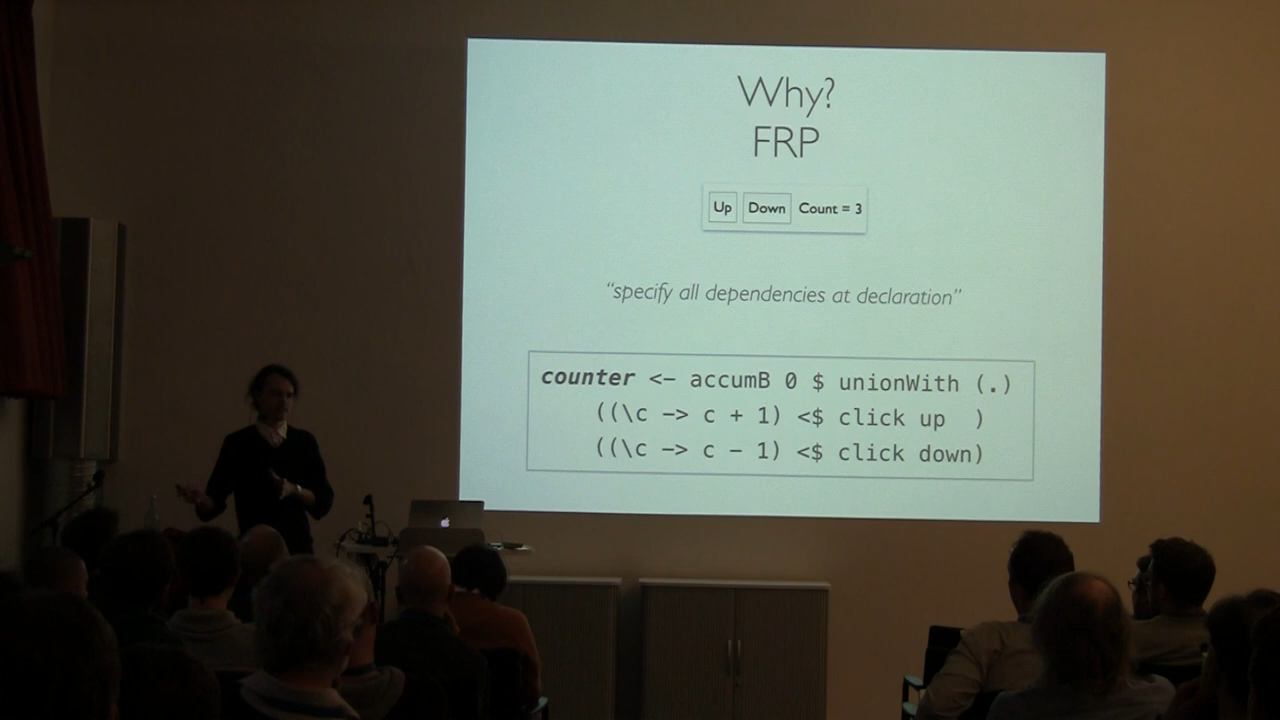 Why?
FRP
Up Down Count = 3
“specify all dependencies at declaration”
counter <- accumB 0 $ unionWith (.)
((\c -> c + 1) <$ click up  )
((\c -> c - 1) <$ click down)